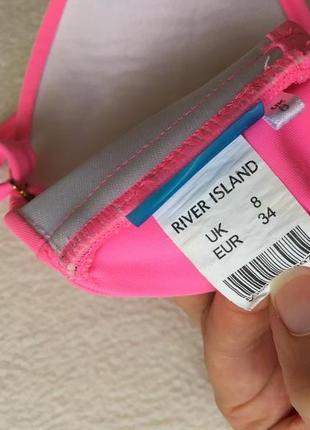 RIVER ISLAND
UK 8
EUR 34